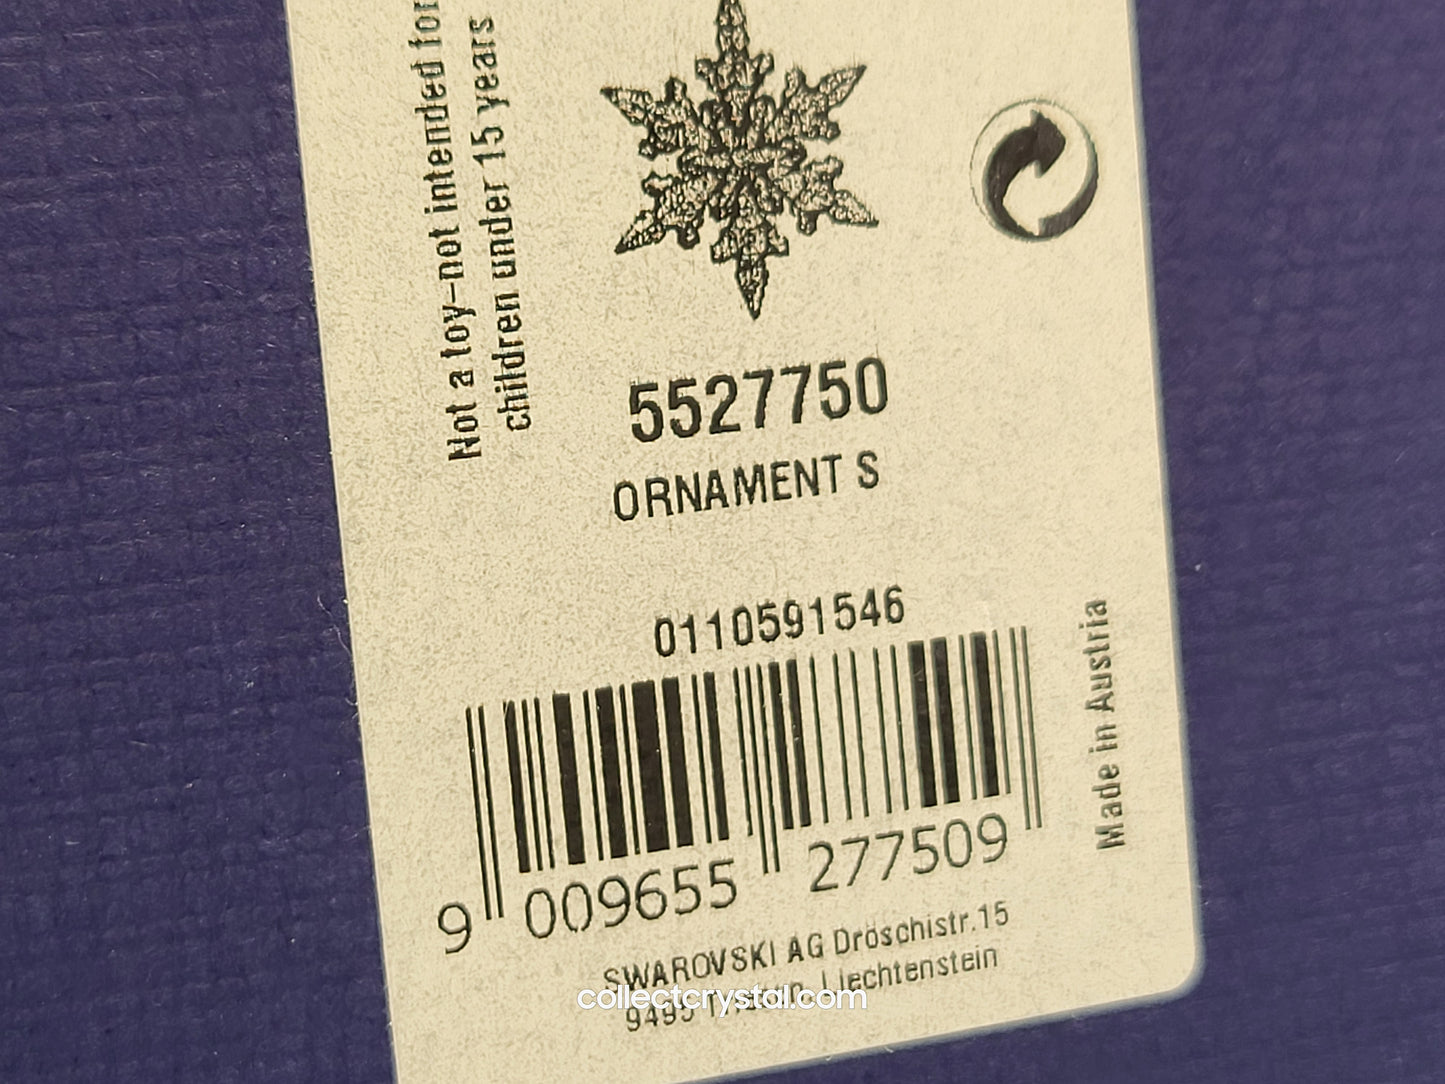 Not a toy–not intended for
children under 15 years
5527750
ORNAMENT S
0110591546
9 009655 277509
Made in Austria
SWAROVSKI AG Dröschistr.15
9495 Liechtenstein
collectcrystal.com